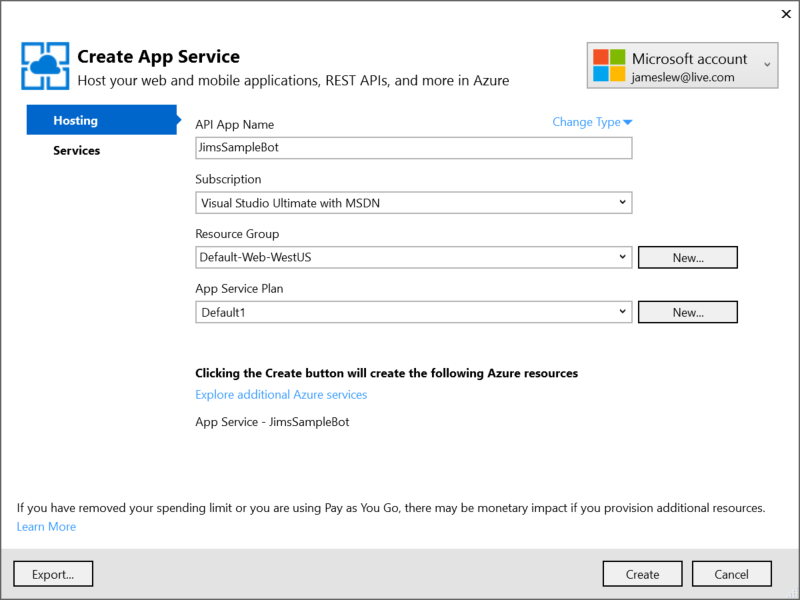 Create App Service
Host your web and mobile applications, REST APIs, and more in Azure
Microsoft account
jameslew@live.com
Hosting
Services
API App Name
Change Type
JimsSampleBot
Subscription
Visual Studio Ultimate with MSDN
Resource Group
Default-Web-WestUS
New...
App Service Plan
Default1
New...
Clicking the Create button will create the following Azure resources
Explore additional Azure services
App Service - JimsSampleBot
If you have removed your spending limit or you are using Pay as You Go, there may be monetary impact if you provision additional resources.
Learn More
Export...
Create
Cancel